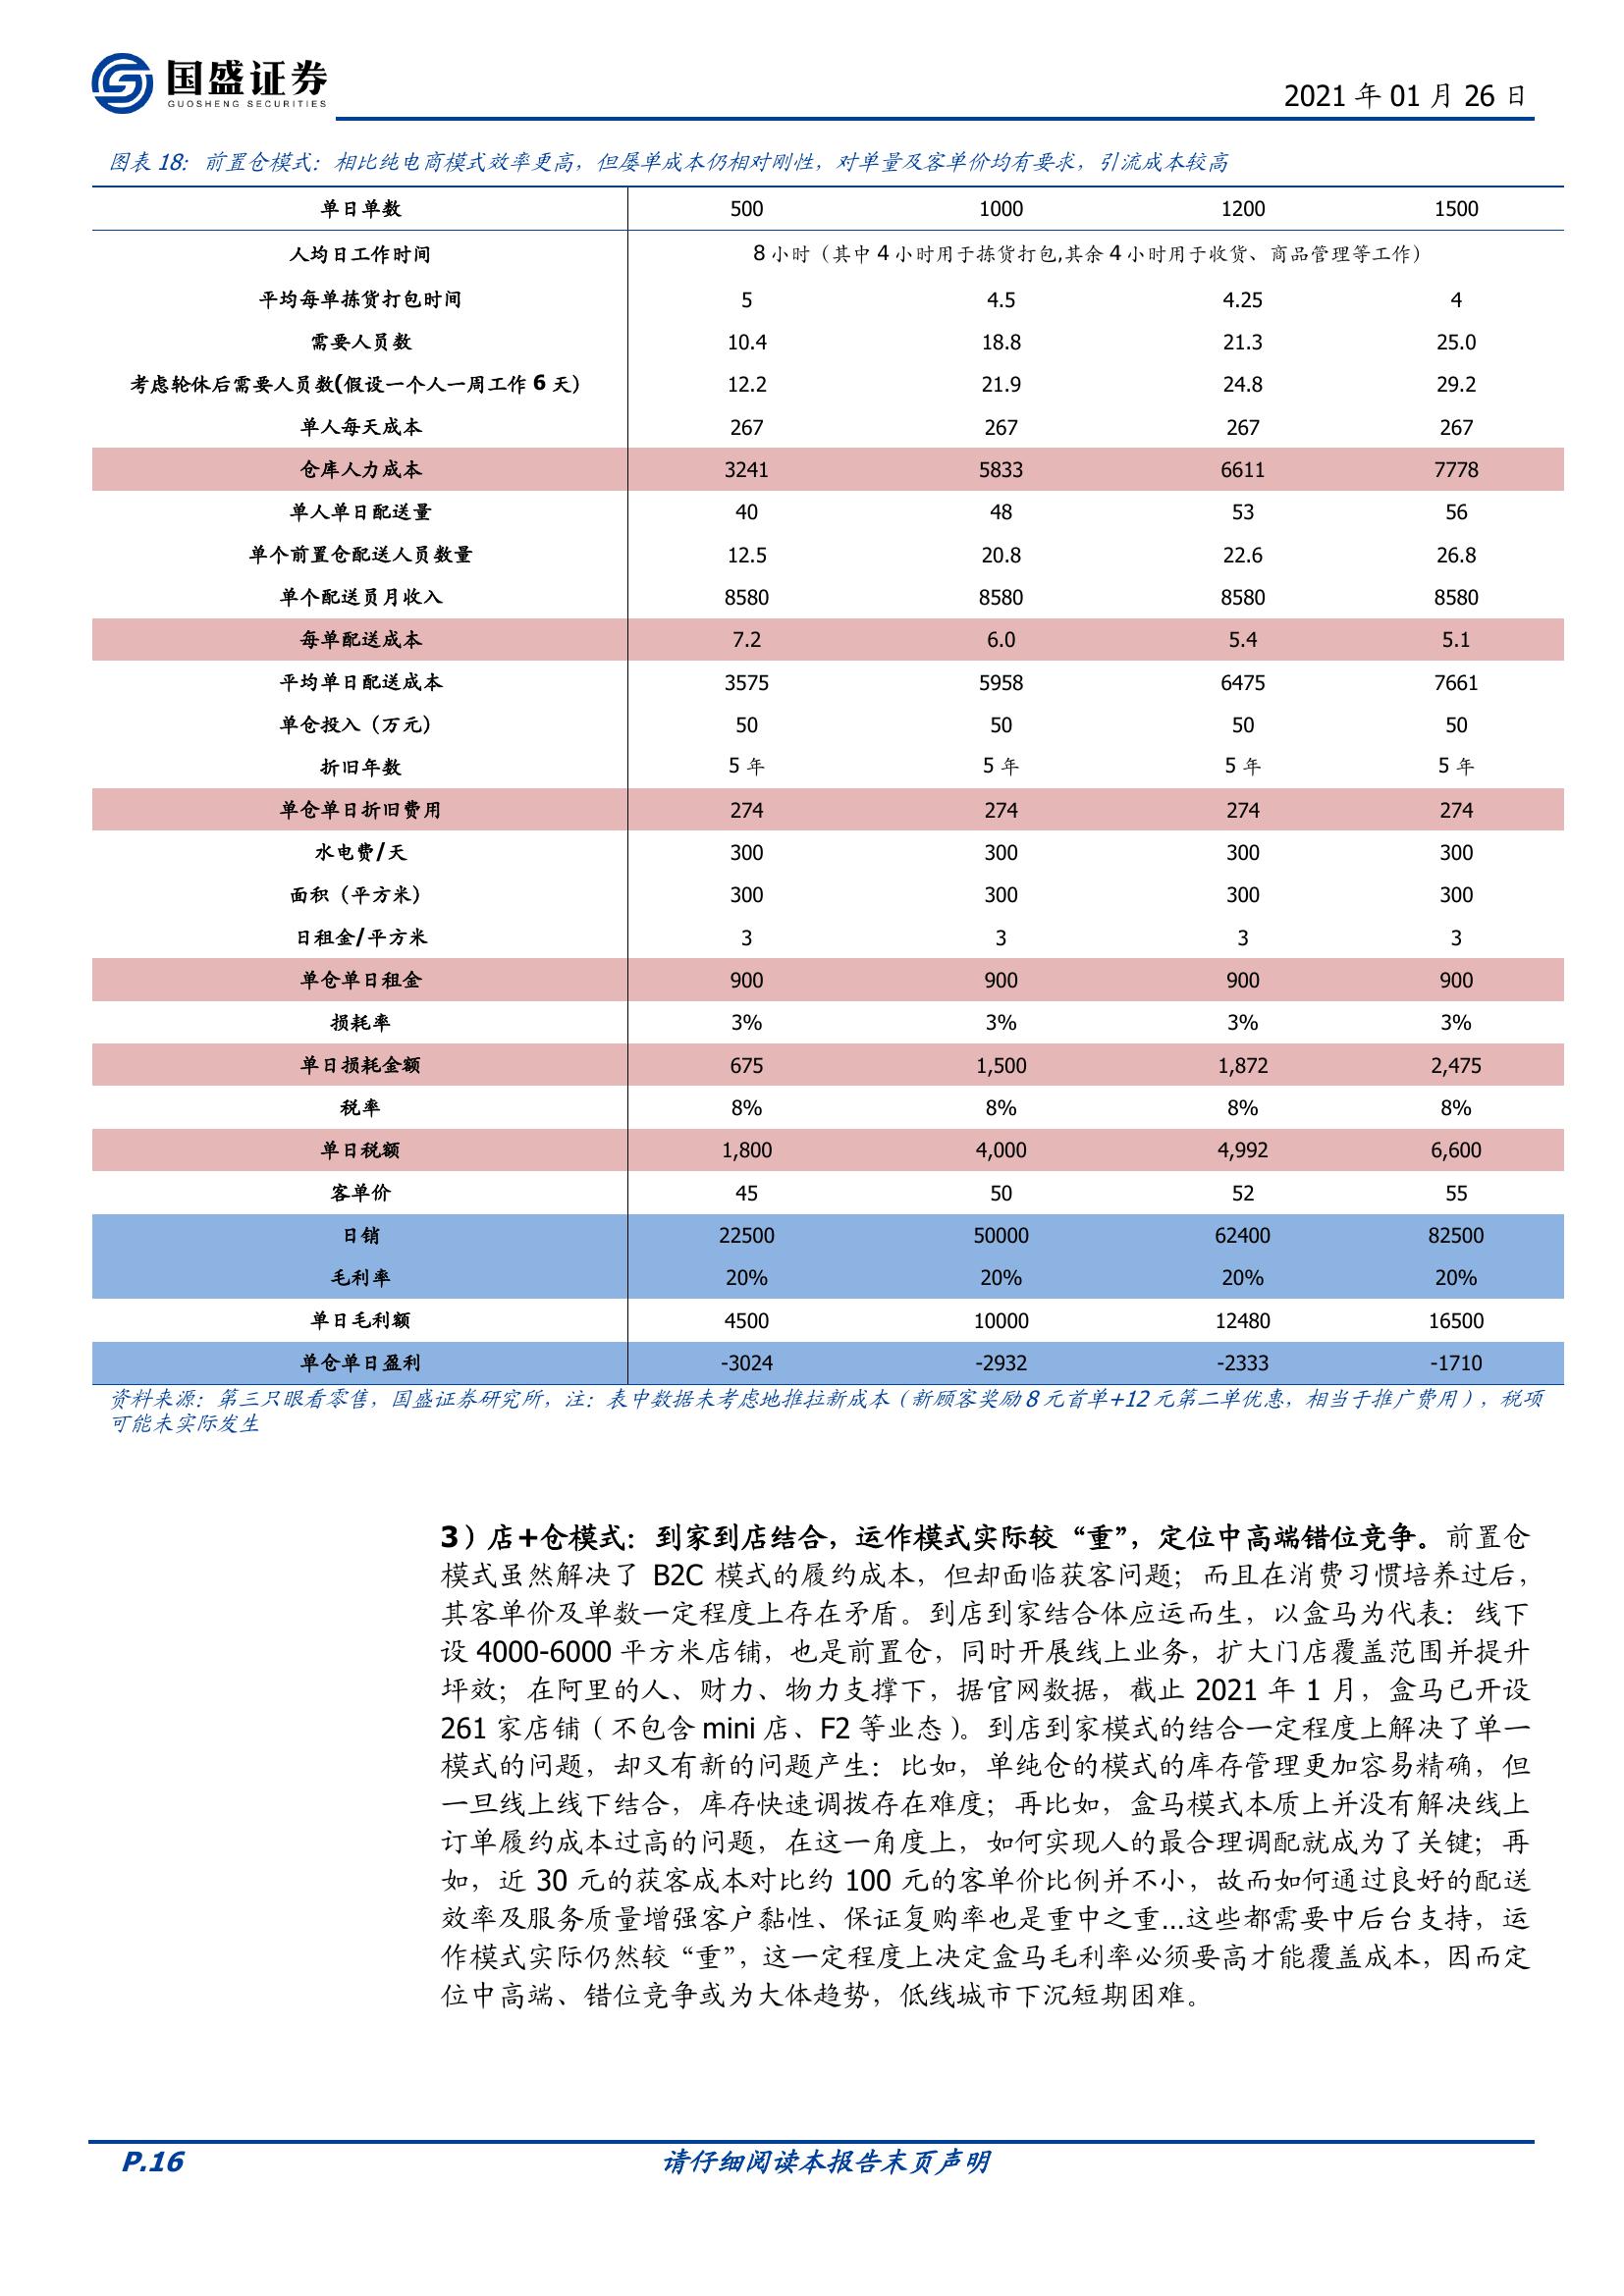 国盛证券
GUOSHENG SECURITIES
2021 年 01 月 26 日
图表 18：前置仓模式：相比纯电商模式效率更高，但屡单成本仍相对刚性，对单量及客单价均有要求，引流成本较高
单日单数 500 1000 1200 1500
人均日工作时间 8 小时（其中 4 小时用于拣货打包,其余 4 小时用于收货、商品管理等工作）
平均每单拣货打包时间 5 4.5 4.25 4
需要人员数 10.4 18.8 21.3 25.0
考虑轮休后需要人员数(假设一个人一周工作 6 天） 12.2 21.9 24.8 29.2
单人每天成本 267 267 267 267
仓库人力成本 3241 5833 6611 7778
单人单日配送量 40 48 53 56
单个前置仓配送人员数量 12.5 20.8 22.6 26.8
单个配送员月收入 8580 8580 8580 8580
每单配送成本 7.2 6.0 5.4 5.1
平均单日配送成本 3575 5958 6475 7661
单仓投入（万元） 50 50 50 50
折旧年数 5 年 5 年 5 年 5 年
单仓单日折旧费用 274 274 274 274
水电费/天 300 300 300 300
面积（平方米） 300 300 300 300
日租金/平方米 3 3 3 3
单仓单日租金 900 900 900 900
损耗率 3% 3% 3% 3%
单日损耗金额 675 1,500 1,872 2,475
税率 8% 8% 8% 8%
单日税额 1,800 4,000 4,992 6,600
客单价 45 50 52 55
日销 22500 50000 62400 82500
毛利率 20% 20% 20% 20%
单日毛利额 4500 10000 12480 16500
单仓单日盈利 -3024 -2932 -2333 -1710
资料来源：第三只眼看零售，国盛证券研究所，注：表中数据未考虑地推拉新成本（新顾客奖励 8 元首单+12 元第二单优惠，相当于推广费用），税项
可能未实际发生
3）店+仓模式：到家到店结合，运作模式实际较“重”，定位中高端错位竞争。前置仓
模式虽然解决了 B2C 模式的履约成本，但却面临获客问题；而且在消费习惯培养过后，
其客单价及单数一定程度上存在矛盾。到店到家结合体应运而生，以盒马为代表：线下
设 4000-6000 平方米店铺，也是前置仓，同时开展线上业务，扩大门店覆盖范围并提升
坪效；在阿里的人、财力、物力支撑下，据官网数据，截止 2021 年 1 月，盒马已开设
261 家店铺（不包含 mini 店、F2 等业态）。到店到家模式的结合一定程度上解决了单一
模式的问题，却又有新的问题产生：比如，单纯仓的模式的库存管理更加容易精确，但
一旦线上线下结合，库存快速调拨存在难度；再比如，盒马模式本质上并没有解决线上
订单履约成本过高的问题，在这一角度上，如何实现人的最合理调配就成为了关键；再
如，近 30 元的获客成本对比约 100 元的客单价比例并不小，故而如何通过良好的配送
效率及服务质量增强客户黏性、保证复购率也是重中之重…这些都需要中后台支持，运
作模式实际仍然较“重”，这一定程度上决定盒马毛利率必须要高才能覆盖成本，因而定
位中高端、错位竞争或为大体趋势，低线城市下沉短期困难。
P.16
请仔细阅读本报告末页声明